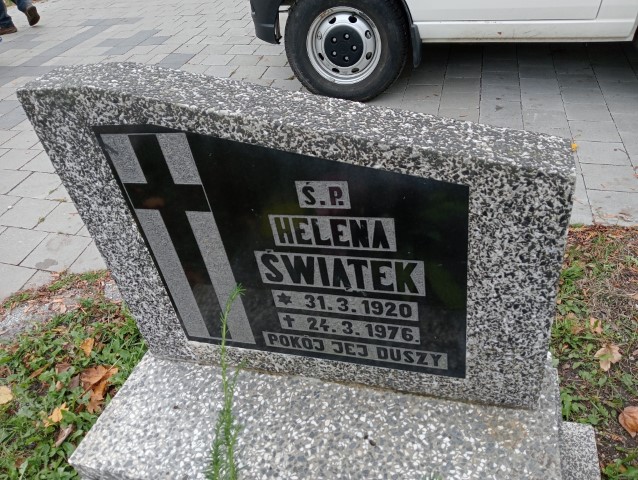 Ś.P.
HELENA
ŚWIĄTEK
* 31.3.1920
✝ 24.3.1976.
POKÓJ JEJ DUSZY